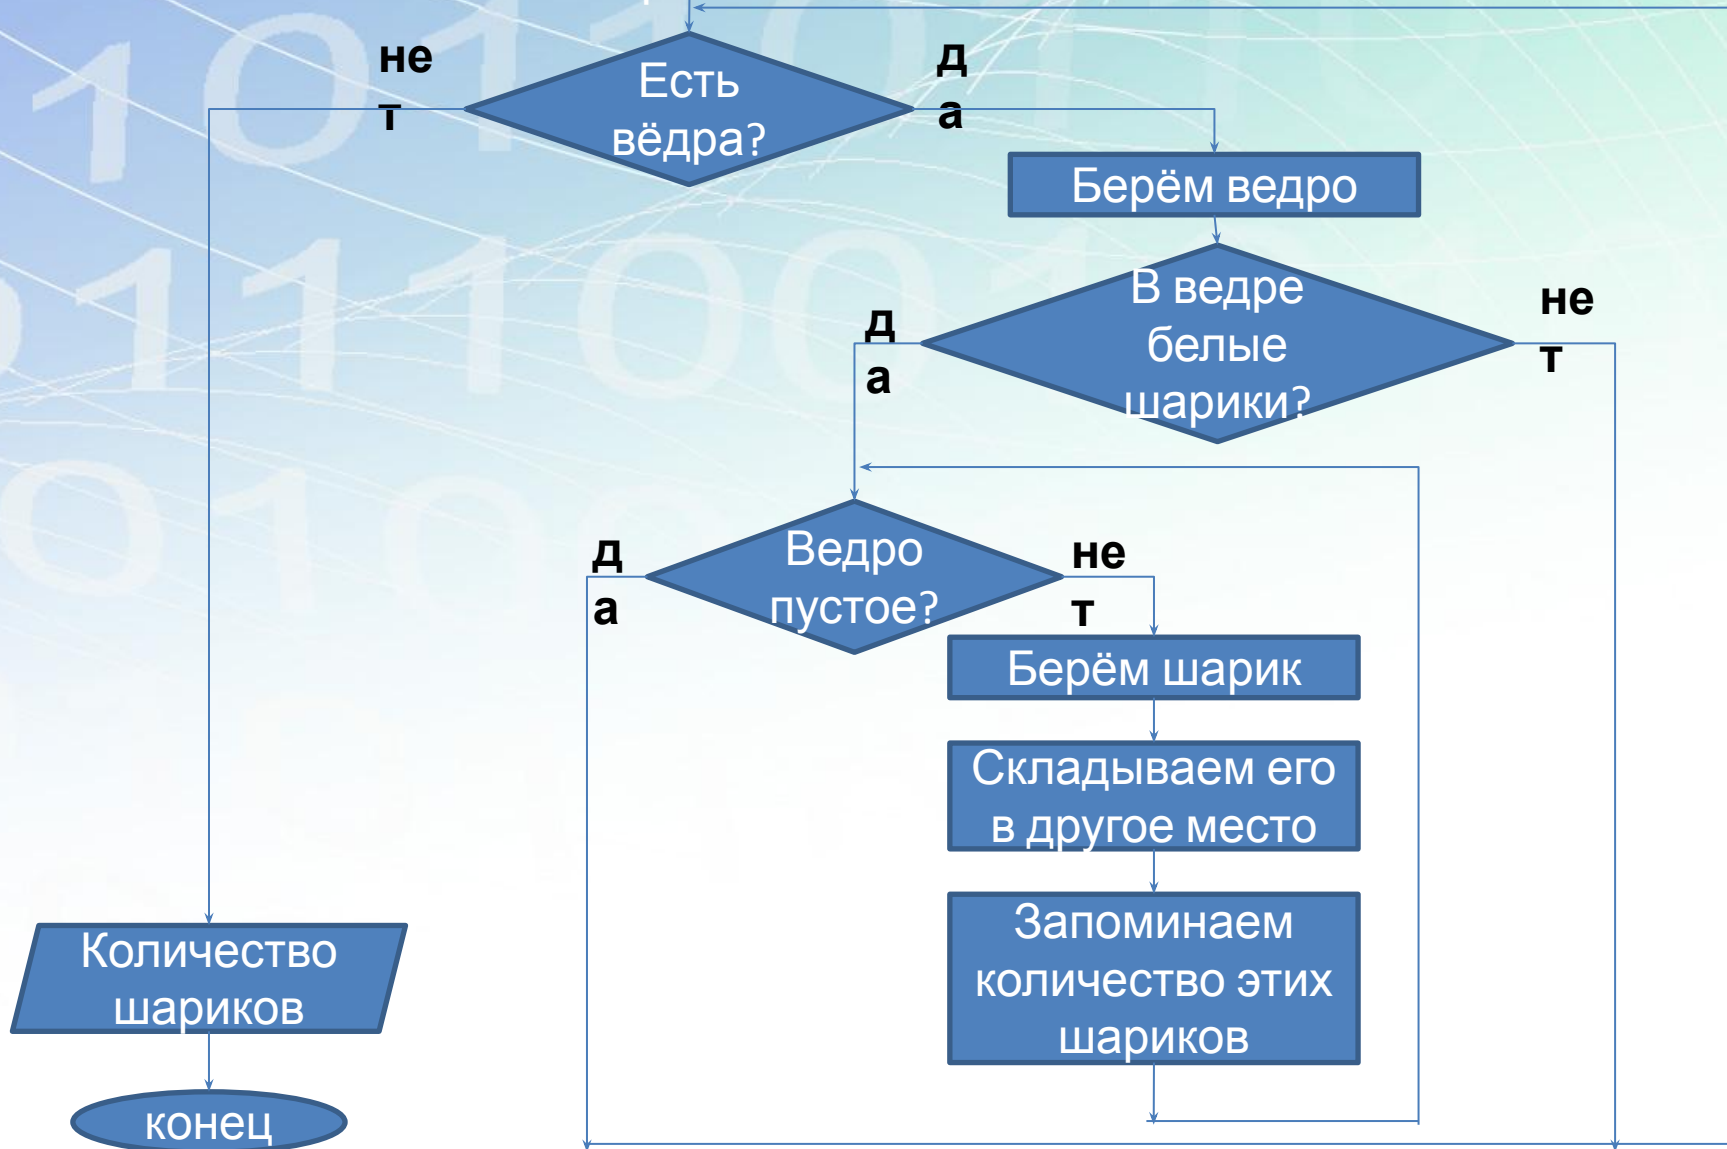 не
т
Есть
вёдра?
д
а
Берём ведро
В ведре
белые
шарики?
д
а
не
т
Ведро
пустое?
д
а
не
т
Берём шарик
Складываем его
в другое место
Запоминаем
количество этих
шариков
Количество
шариков
конец